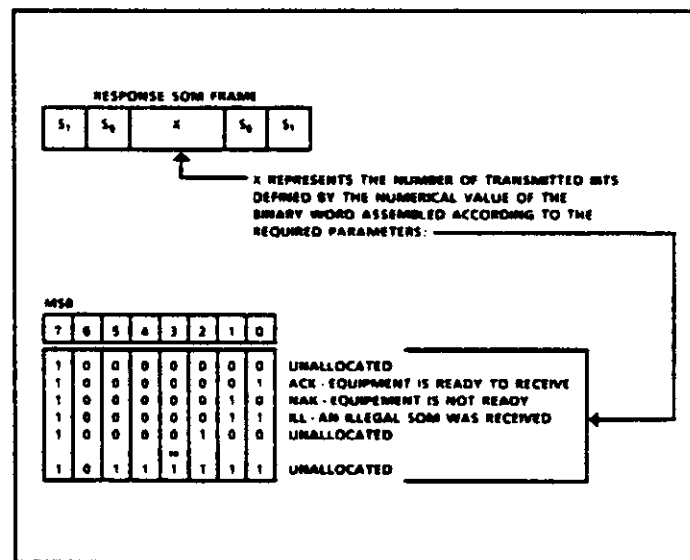 RESPONSE SOM FRAME
S₁ S₀ X S₀ S₁
X REPRESENTS THE NUMBER OF TRANSMITTED BITS
DEFINED BY THE NUMERICAL VALUE OF THE
BINARY WORD ASSEMBLED ACCORDING TO THE
REQUIRED PARAMETERS:
MSB
7 6 5 4 3 2 1 0
1 0 0 0 0 0 0 0 UNALLOCATED
1 0 0 0 0 0 0 1 ACK - EQUIPMENT IS READY TO RECEIVE
1 0 0 0 0 0 1 0 NAK - EQUIPEMENT IS NOT READY
1 0 0 0 0 0 1 1 ILL - AN ILLEGAL SOM WAS RECEIVED
1 0 0 0 0 1 0 0 UNALLOCATED
1 0 1 1 1 1 1 1 UNALLOCATED